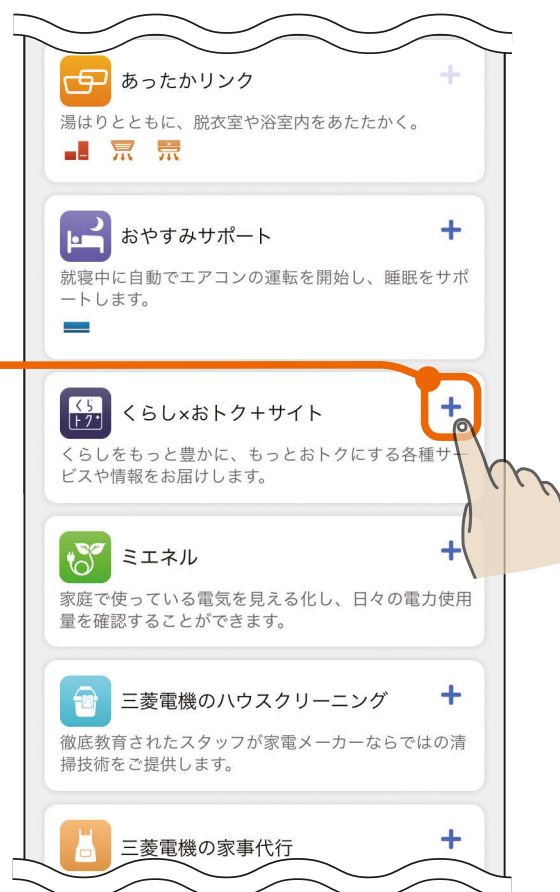 あったかリンク
湯はりとともに、脱衣室や浴室内をあたたかく。
おやすみサポート
就寝中に自動でエアコンの運転を開始し、睡眠をサポ
ートします。
くら
トク+
くらし×おトク+サイト
くらしをもっと豊かに、もっとおトクにする各種サー
ビスや情報をお届けします。
ミエネル
家庭で使っている電気を見える化し、日々の電力使用
量を確認することができます。
三菱電機のハウスクリーニング
徹底教育されたスタッフが家電メーカーならではの清
掃技術をご提供します。
三菱電機の家事代行